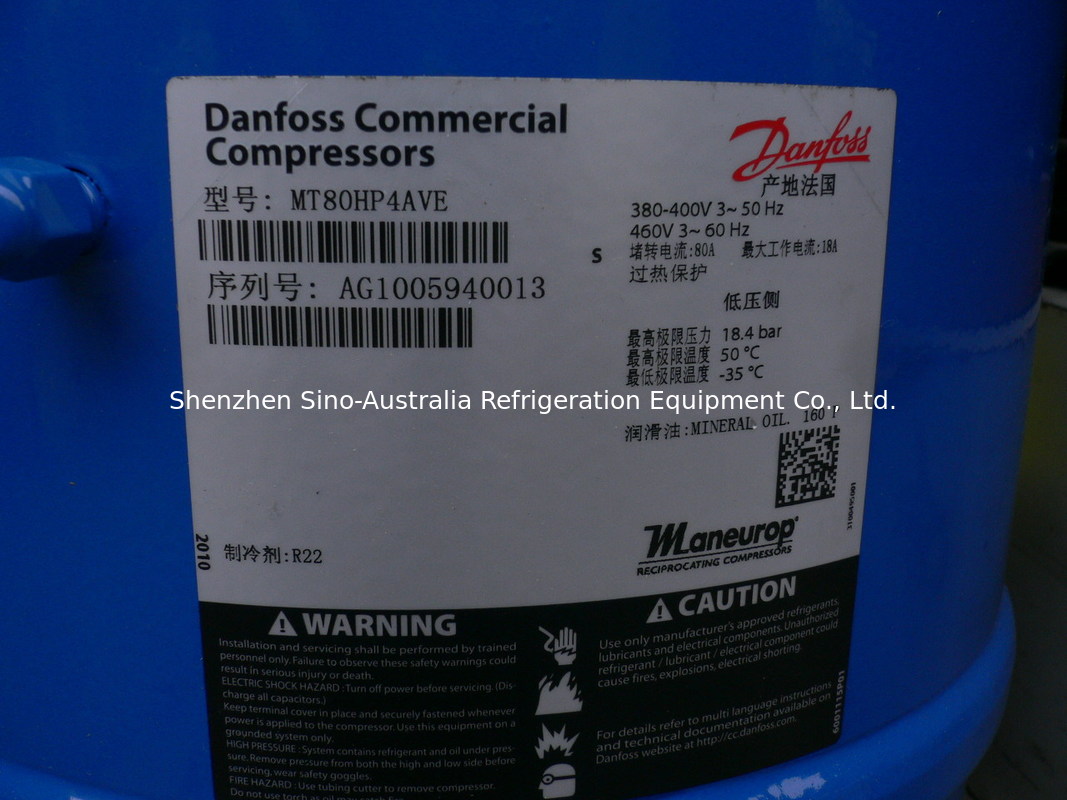 Danfoss Commercial
Compressors
型号: MT80HP4AVE
序列号: AG1005940013
Danfoss
产地法国
380-400V 3~ 50 Hz
460V 3~ 60 Hz
S
堵转电流:80A 最大工作电流:18A
过热保护
低压侧
最高极限压力 18.4 bar
最高极限温度 50 °C
最低极限温度 -35 °C
Shenzhen Sino-Australia Refrigeration Equipment Co., Ltd.
润滑油:MINERAL OIL. 160
Maneurop
RECIPROCATING COMPRESSORS
2010
制冷剂:R22
WARNING
Installation and servicing shall be performed by trained
personnel only. Failure to observe these safety warnings could
result in serious injury or death.
ELECTRIC SHOCK HAZARD : Turn off power before servicing. (Dis-
charge all capacitors.)
Keep terminal cover in place and securely fastened whenever
power is applied to the compressor. Use this equipment on a
grounded system only.
HIGH PRESSURE : System contains refrigerant and oil under pres-
sure. Remove pressure from both the high and low side before
servicing, wear safety goggles.
FIRE HAZARD : Use tubing cutter to remove compressor.
Do not use torch as oil may catch
CAUTION
Use only manufacturer's approved refrigerants,
lubricants and electrical components. Unauthorized
refrigerant / lubricant / electrical component could
cause fires, explosions, electrical shorting.
For details refer to multi language instructions
and technical documentation available on
Danfoss website at http://cc.danfoss.com.